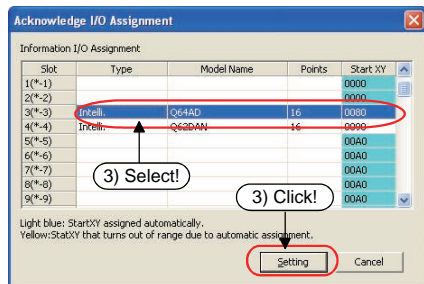 Acknowledge I/O Assignment
Information I/O Assignment
Slot Type Model Name Points Start XY
1(*-1) 0000
2(*-2) 0000
3(*-3) Intelli. Q64AD 16 0080
4(*-4) Intelli. Q62DAN 16 0090
5(*-5) 00A0
6(*-6) 00A0
7(*-7) 00A0
8(*-8) 00A0
9(*-9) 00A0
3) Select!
3) Click!
Light blue: StartXY assigned automatically.
Yellow:StatXY that turns out of range due to automatic assignment.
Setting Cancel